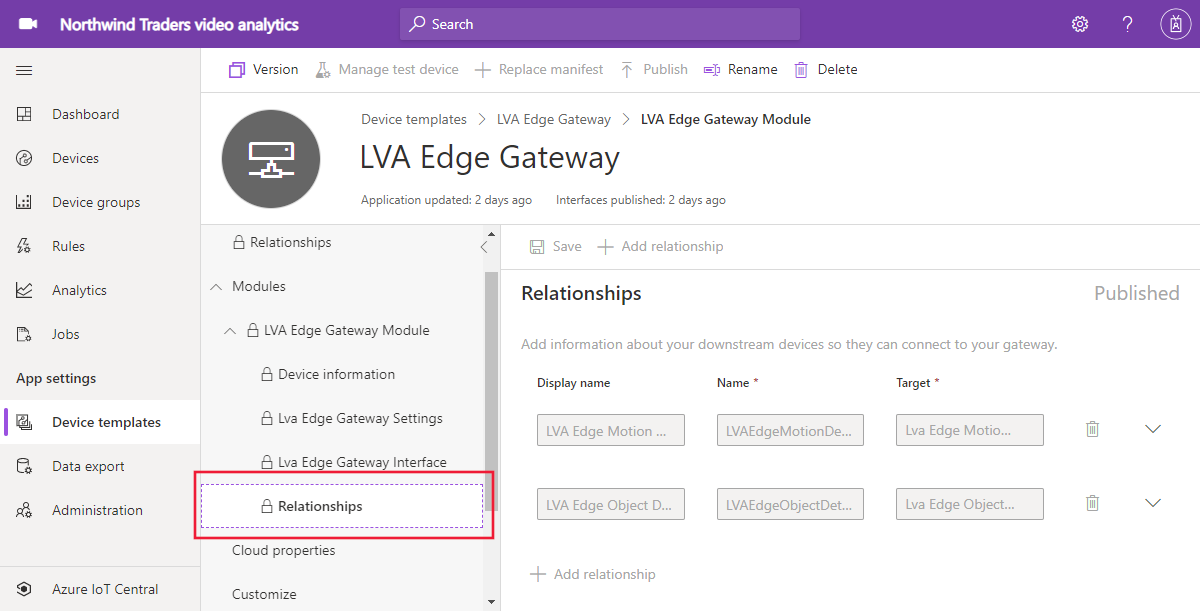 Northwind Traders video analytics
Search
Version
Manage test device
Replace manifest
Publish
Rename
Delete
Dashboard
Devices
Device groups
Rules
Analytics
Jobs
App settings
Device templates
Data export
Administration
Azure IoT Central
Device templates > LVA Edge Gateway > LVA Edge Gateway Module
LVA Edge Gateway
Application updated: 2 days ago Interfaces published: 2 days ago
Relationships
Modules
LVA Edge Gateway Module
Device information
Lva Edge Gateway Settings
Lva Edge Gateway Interface
Relationships
Cloud properties
Customize
Save
Add relationship
Relationships
Published
Add information about your downstream devices so they can connect to your gateway.
Display name Name * Target *
LVA Edge Motion ... LVAEdgeMotionDe... Lva Edge Motio...
LVA Edge Object D... LVAEdgeObjectDet... Lva Edge Object...
Add relationship